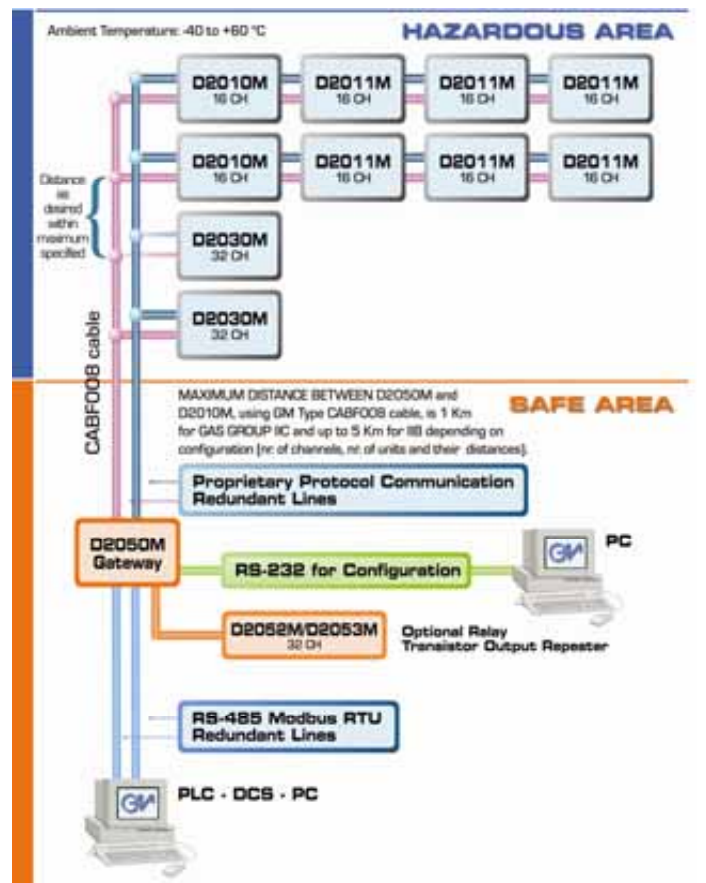 Ambient Temperature: -40 to +60 °C
HAZARDOUS AREA
D2010M
16 CH
D2011M
16 CH
D2011M
16 CH
D2011M
16 CH
D2010M
16 CH
D2011M
16 CH
D2011M
16 CH
D2011M
16 CH
Distance
as
desired
within
maximum
specified
D2030M
32 CH
D2030M
32 CH
CABF008 cable
MAXIMUM DISTANCE BETWEEN D2050M and
D2010M, using GM Type CABF008 cable, is 1 Km
for GAS GROUP IIC and up to 5 Km for IIB depending on
configuration (nr. of channels, nr. of units and their distances).
SAFE AREA
Proprietary Protocol Communication
Redundant Lines
D2050M
Gateway
RS-232 for Configuration
GM
PC
D2052M/D2053M
32 CH
Optional Relay
Transistor Output Repeater
RS-485 Modbus RTU
Redundant Lines
GM
PLC - DCS - PC